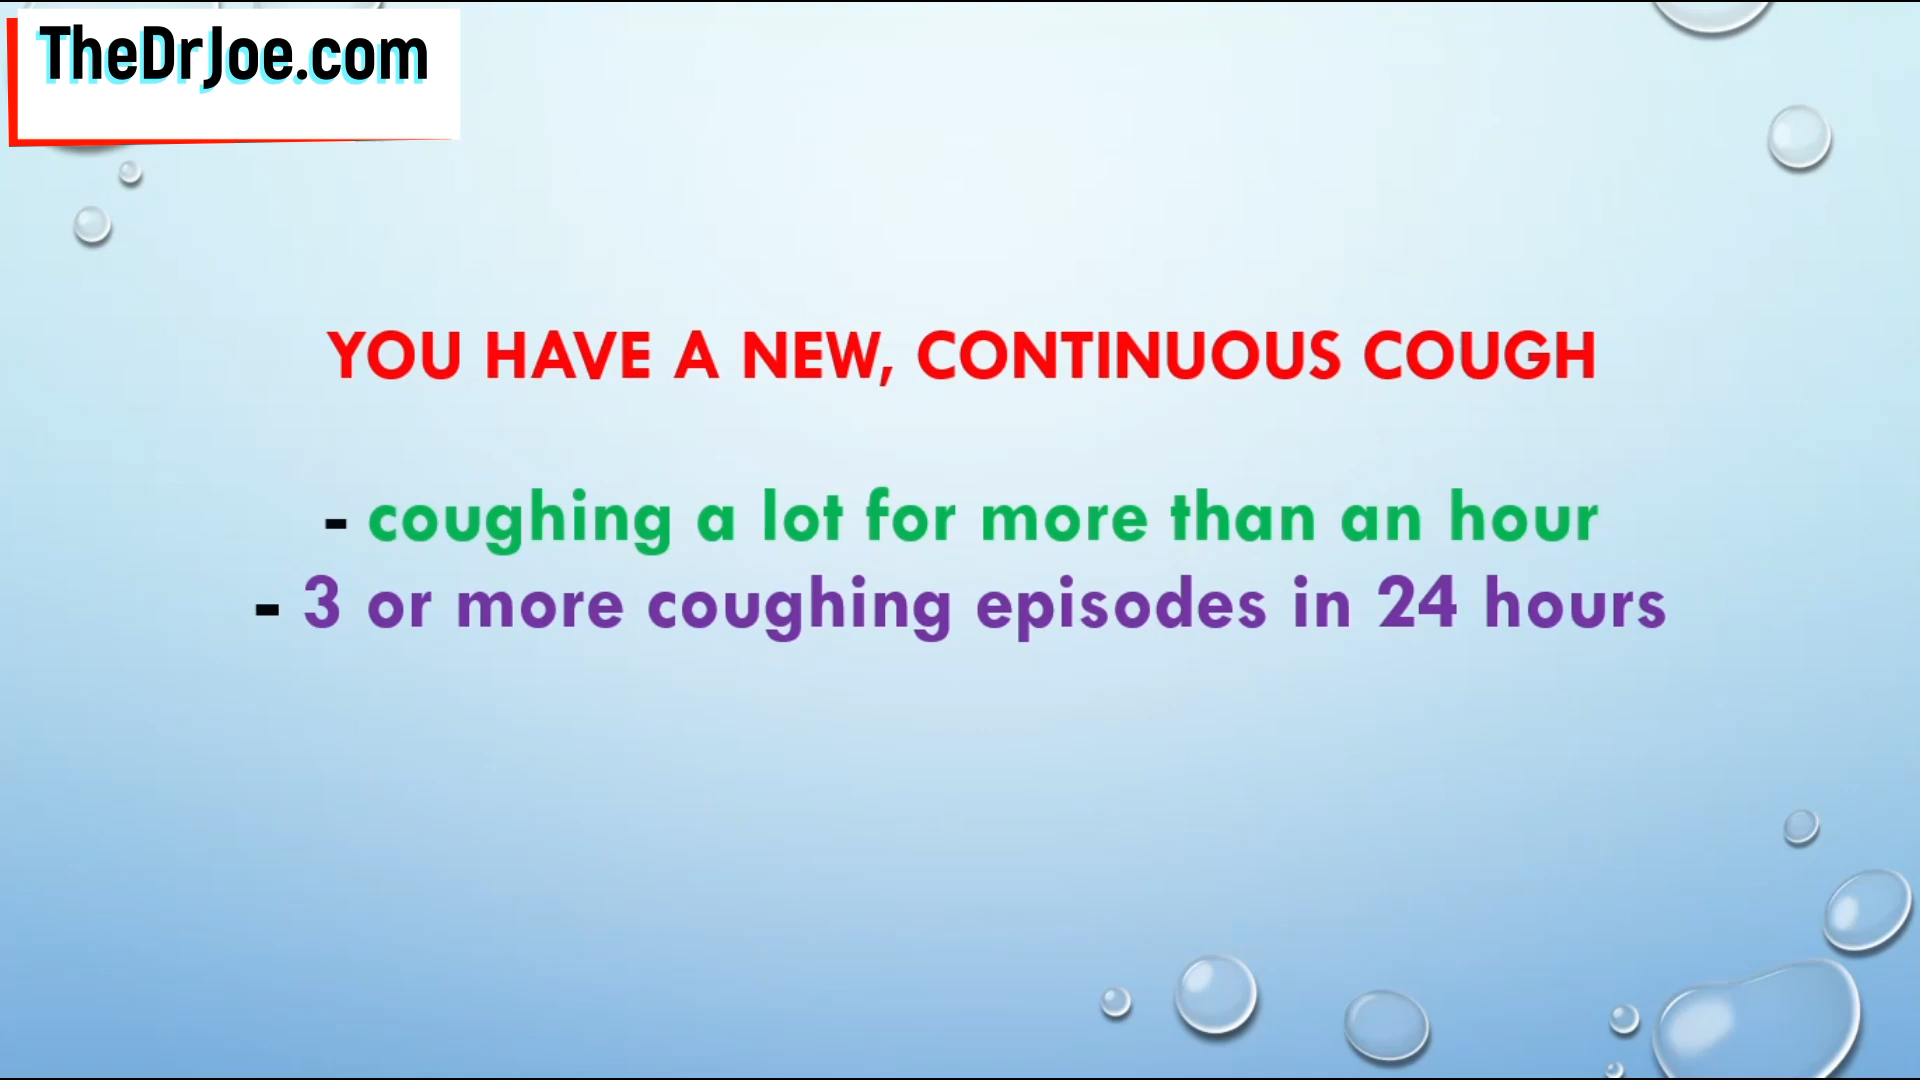 TheDrJoe.com
YOU HAVE A NEW, CONTINUOUS COUGH
- coughing a lot for more than an hour
- 3 or more coughing episodes in 24 hours